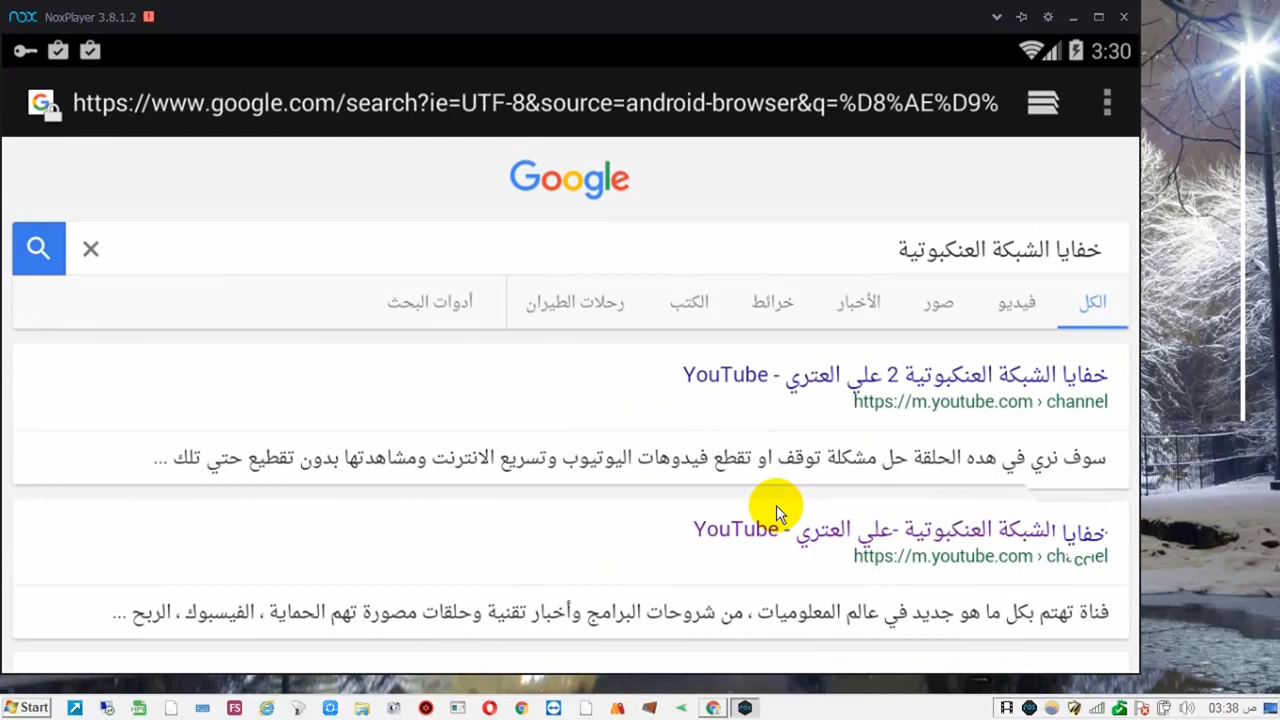 nox NoxPlayer 3.8.1.2
3:30
https://www.google.com/search?ie=UTF-8&source=android-browser&q=%D8%AE%D9%
Google
خفايا الشبكة العنكبوتية
الكل فيديو صور الأخبار خرائط الكتب رحلات الطيران أدوات البحث
خفايا الشبكة العنكبوتية 2 علي العتري - YouTube
https://m.youtube.com › channel
سوف نري في هده الحلقة حل مشكلة توقف او تقطع فيدوهات اليوتيوب وتسريع الانترنت ومشاهدتها بدون تقطيع حتي تلك ...
خفايا الشبكة العنكبوتية -علي العتري - YouTube
https://m.youtube.com › channel
قناة تهتم بكل ما هو جديد في عالم المعلوميات ، من شروحات البرامج وأخبار تقنية وحلقات مصورة تهم الحماية ، الفيسبوك ، الربح ...
Start FS 03:38 ص